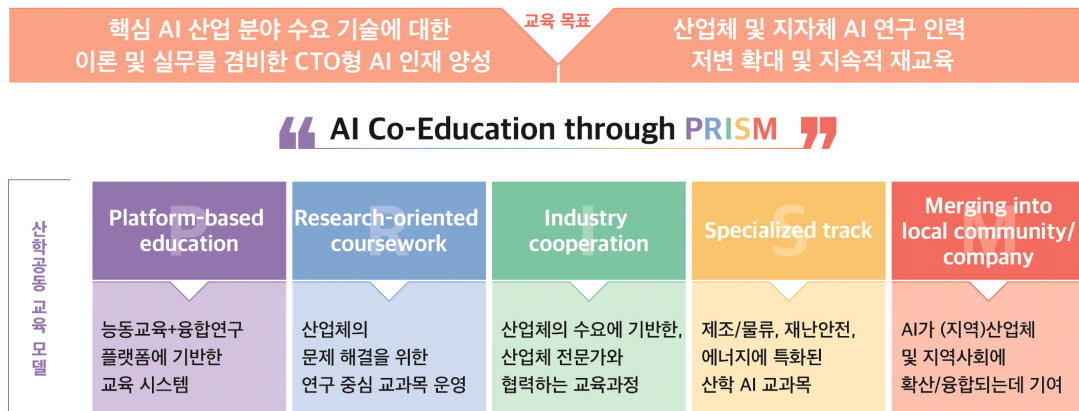 교육 목표
핵심 AI 산업 분야 수요 기술에 대한
이론 및 실무를 겸비한 CTO형 AI 인재 양성
산업체 및 지자체 AI 연구 인력
저변 확대 및 지속적 재교육
❝ AI Co-Education through PRISM ❞
산학공동 교육 모델
P
Platform-based
education
능동교육+융합연구
플랫폼에 기반한
교육 시스템
R
Research-oriented
coursework
산업체의
문제 해결을 위한
연구 중심 교과목 운영
I
Industry
cooperation
산업체의 수요에 기반한,
산업체 전문가와
협력하는 교육과정
S
Specialized track
제조/물류, 재난안전,
에너지에 특화된
산학 AI 교과목
M
Merging into
local community/
company
AI가 (지역)산업체
및 지역사회에
확산/융합되는데 기여